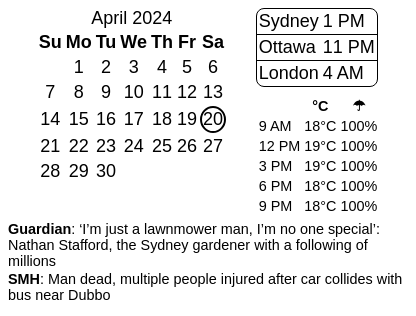 April 2024
Su Mo Tu We Th Fr Sa
1 2 3 4 5 6
7 8 9 10 11 12 13
14 15 16 17 18 19 20
21 22 23 24 25 26 27
28 29 30
Sydney 1 PM
Ottawa 11 PM
London 4 AM
°C ☂
9 AM 18°C 100%
12 PM 19°C 100%
3 PM 19°C 100%
6 PM 18°C 100%
9 PM 18°C 100%
Guardian: ‘I’m just a lawnmower man, I’m no one special’:
Nathan Stafford, the Sydney gardener with a following of
millions
SMH: Man dead, multiple people injured after car collides with
bus near Dubbo